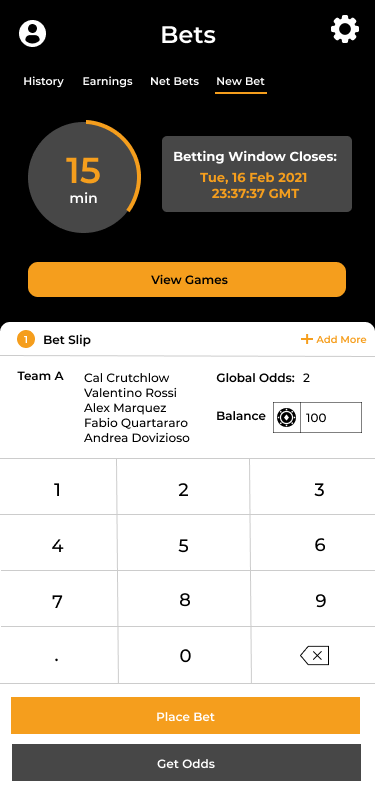 Bets
History Earnings Net Bets New Bet
15
min
Betting Window Closes:
Tue, 16 Feb 2021
23:37:37 GMT
View Games
1 Bet Slip + Add More
Team A
Cal Crutchlow
Valentino Rossi
Alex Marquez
Fabio Quartararo
Andrea Dovizioso
Global Odds: 2
Balance 100
1 2 3
4 5 6
7 8 9
. 0
Place Bet
Get Odds